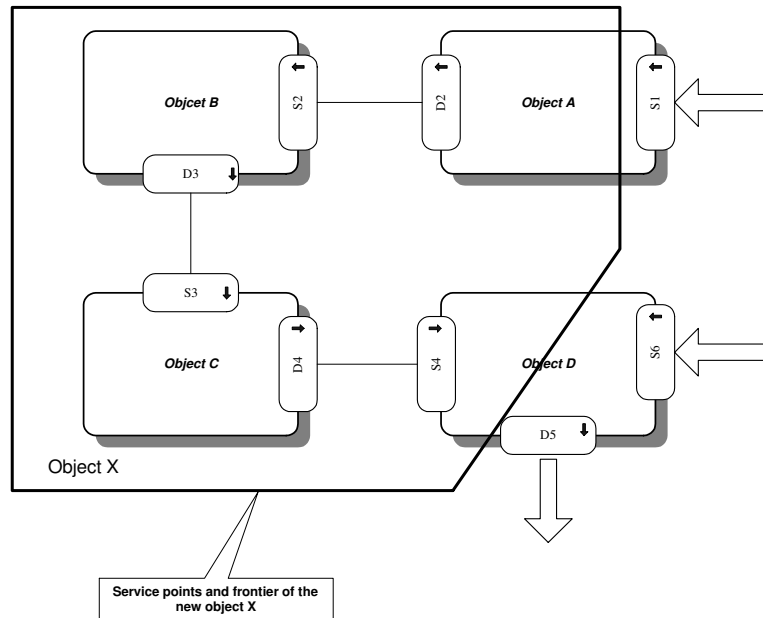 Objcet B
S2
D2
Object A
S1
D3
S3
Object C
D4
S4
Object D
S6
D5
Object X
Service points and frontier of the
new object X